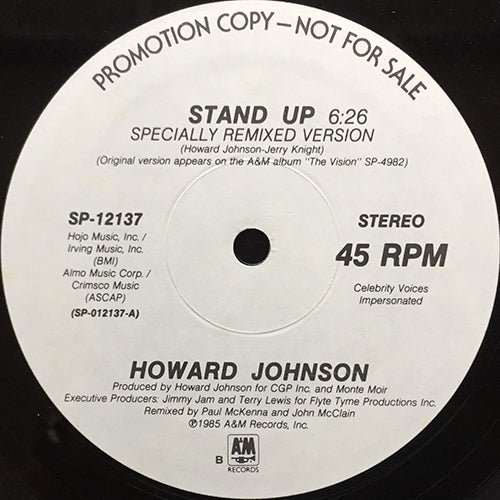 PROMOTION COPY—NOT FOR SALE
STAND UP 6:26
SPECIALLY REMIXED VERSION
(Howard Johnson-Jerry Knight)
(Original version appears on the A&M album "The Vision" SP-4982)
SP-12137
Hojo Music, Inc. /
Irving Music, Inc.
(BMI)
Almo Music Corp. /
Crimsco Music
(ASCAP)
(SP-012137-A)
STEREO
45 RPM
Celebrity Voices
Impersonated
HOWARD JOHNSON
Produced by Howard Johnson for CGP Inc. and Monte Moir
Executive Producers: Jimmy Jam and Terry Lewis for Flyte Tyme Productions Inc.
Remixed by Paul McKenna and John McClain
℗1985 A&M Records, Inc.
B
A&M
RECORDS